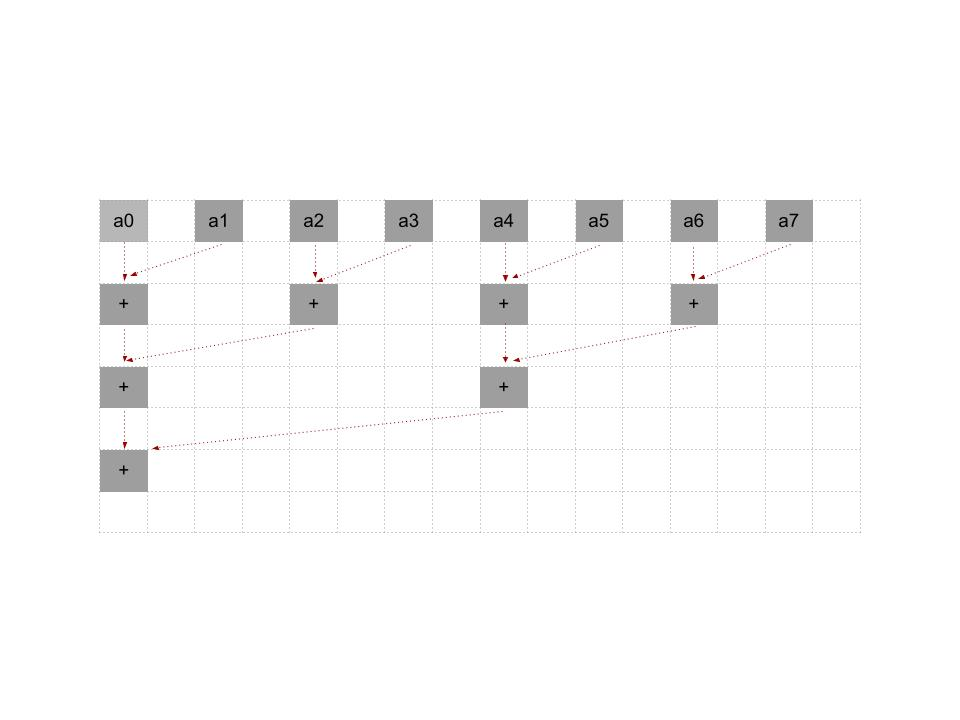 a0 a1 a2 a3 a4 a5 a6 a7
+ + + +
+ +
+